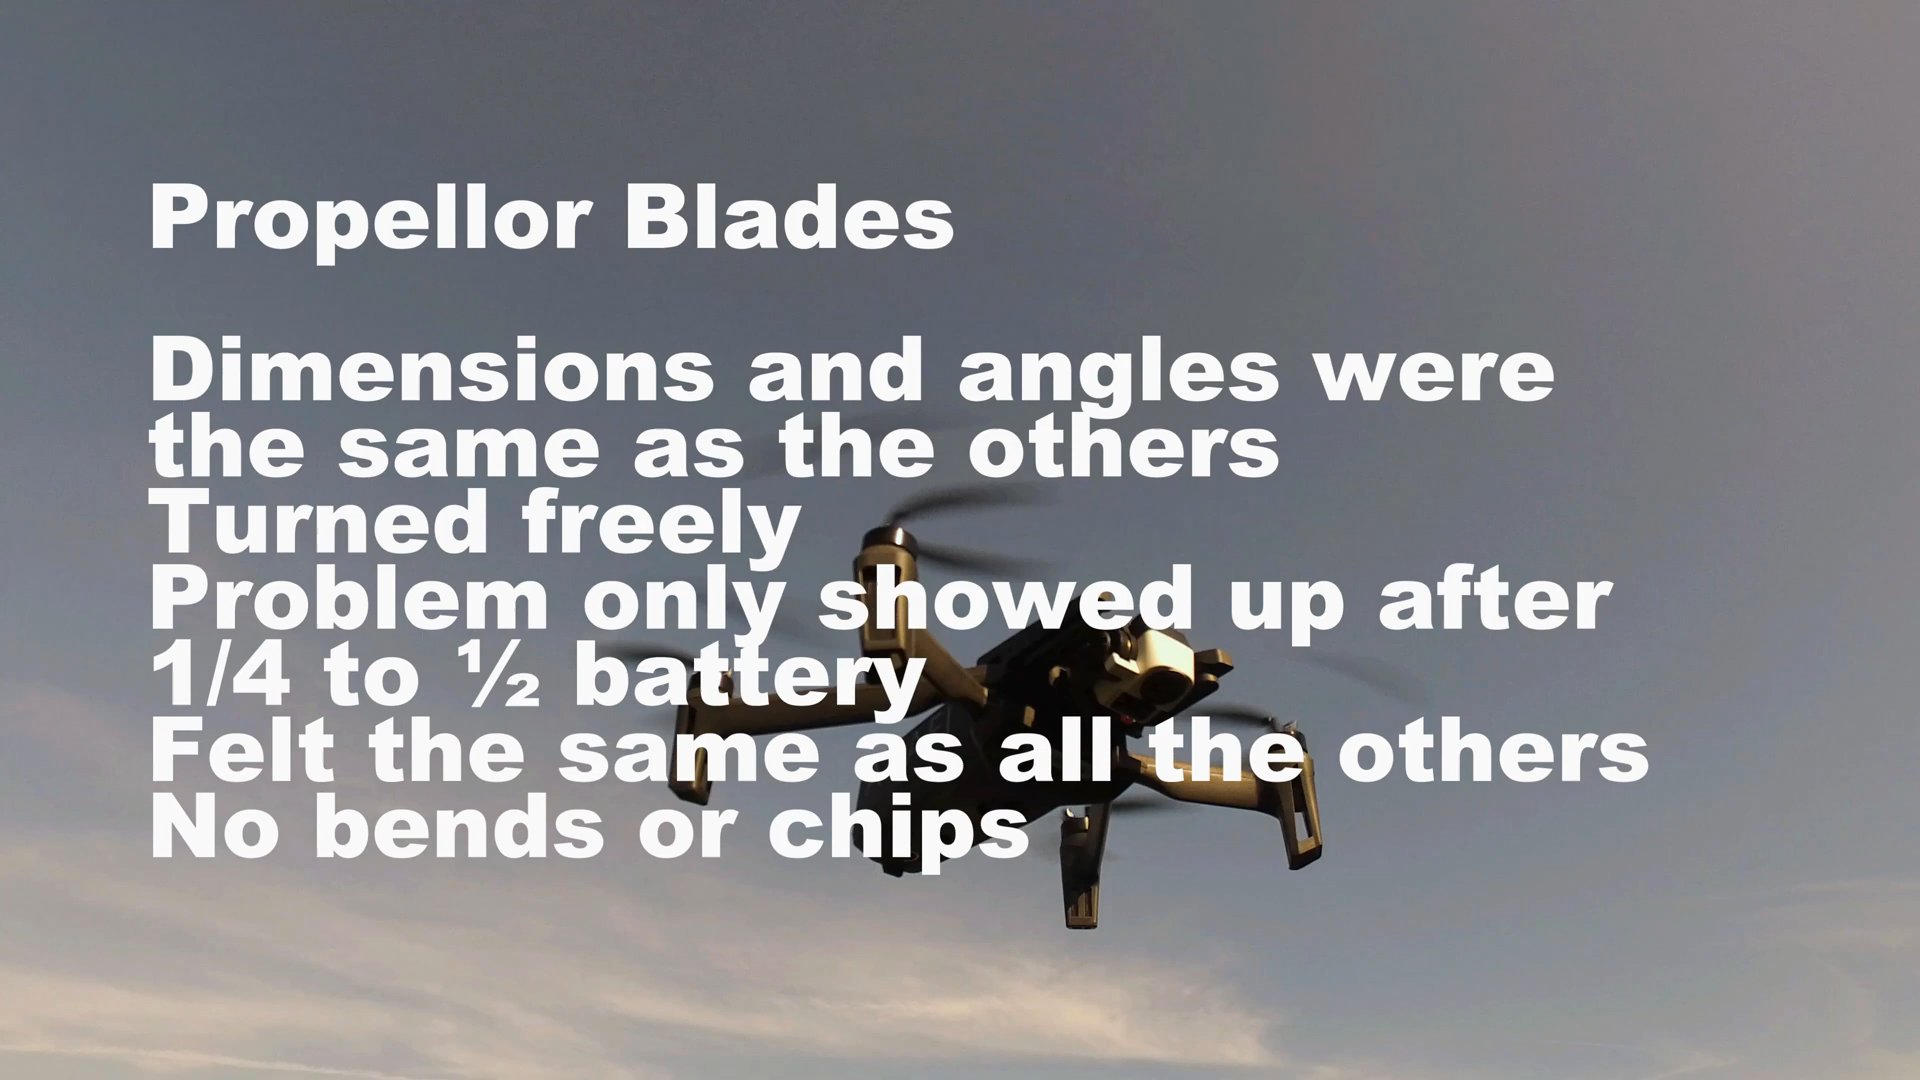 Propellor Blades
Dimensions and angles were
the same as the others
Turned freely
Problem only showed up after
1/4 to ½ battery
Felt the same as all the others
No bends or chips